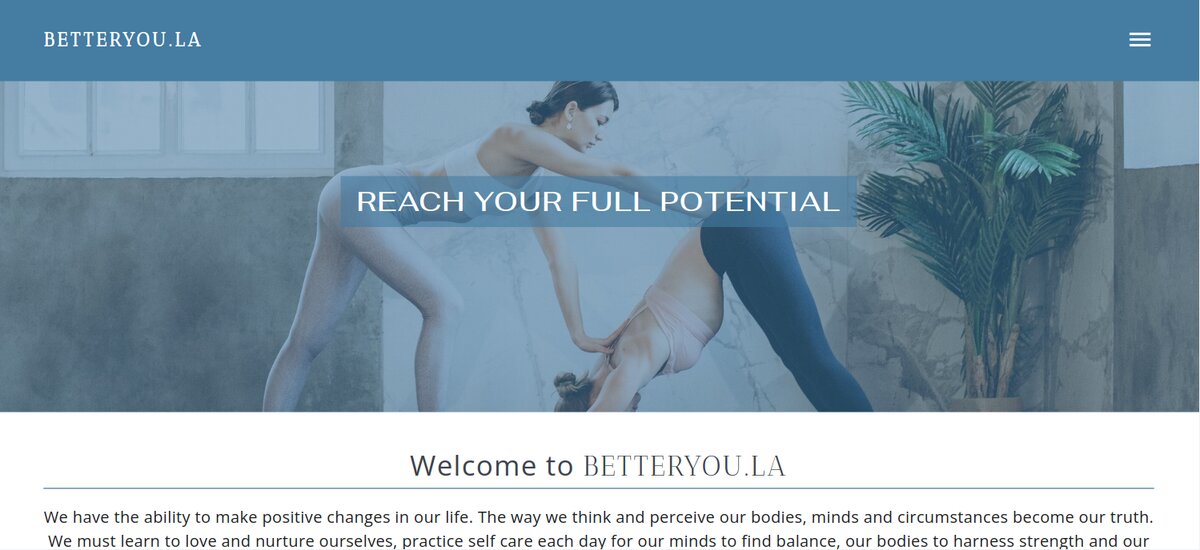 BETTERYOU.LA
REACH YOUR FULL POTENTIAL
Welcome to BETTERYOU.LA
We have the ability to make positive changes in our life. The way we think and perceive our bodies, minds and circumstances become our truth.
We must learn to love and nurture ourselves, practice self care each day for our minds to find balance, our bodies to harness strength and our